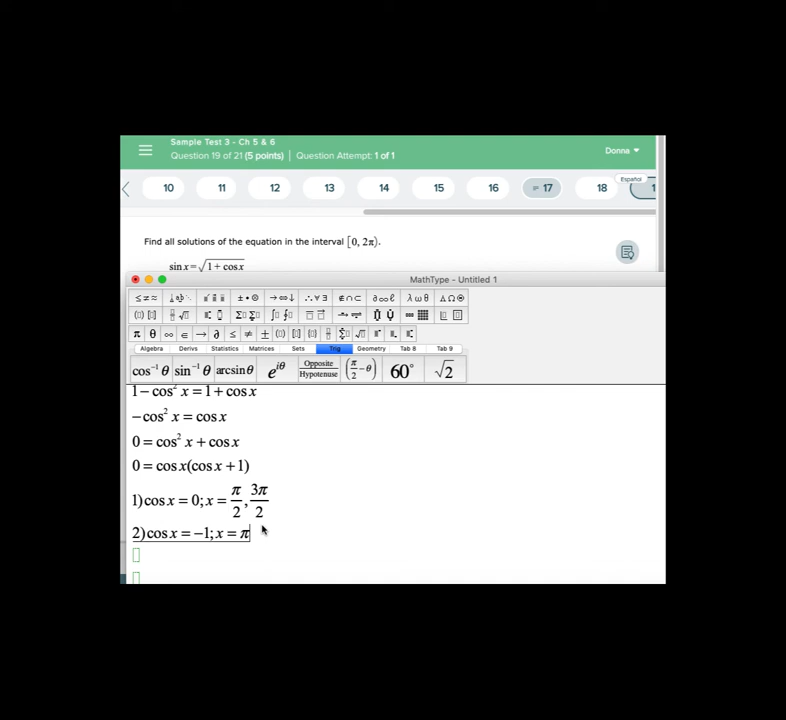 Sample Test 3 - Ch 5 & 6
Question 19 of 21 (5 points) | Question Attempt: 1 of 1
Donna
Español
10 11 12 13 14 15 16 = 17 18 1
Find all solutions of the equation in the interval [0, 2π).
sin x = √1 + cos x
MathType - Untitled 1
Algebra Derivs Statistics Matrices Sets Trig Geometry Tab 8 Tab 9
cos⁻¹ θ sin⁻¹ θ arcsin θ e^{iθ} Opposite/Hypotenuse (π/2 − θ) 60° √2
1 − cos² x = 1 + cos x
−cos² x = cos x
0 = cos² x + cos x
0 = cos x(cos x + 1)
1) cos x = 0; x = π/2, 3π/2
2) cos x = −1; x = π